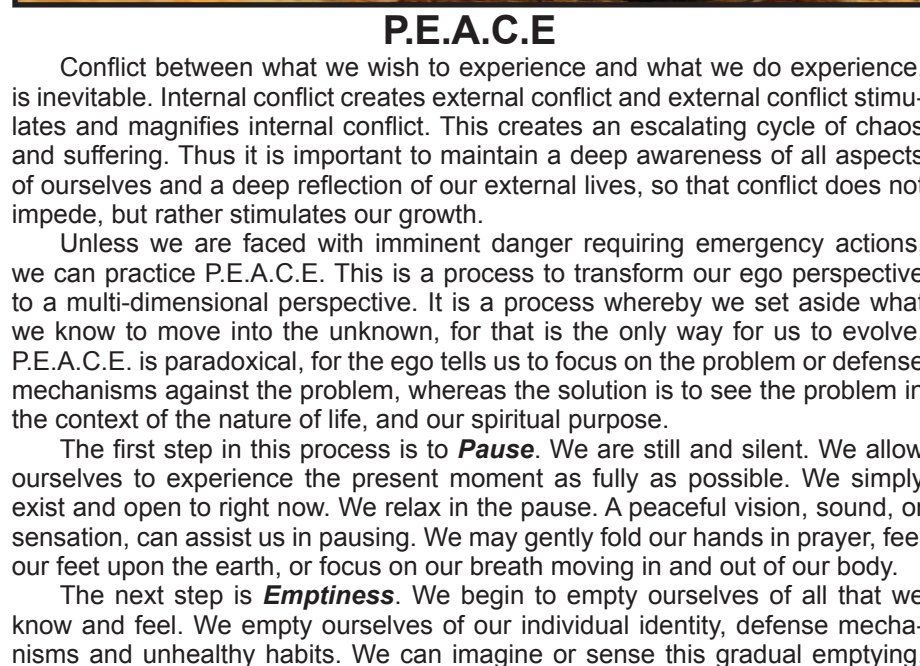 P.E.A.C.E
Conflict between what we wish to experience and what we do experience,
is inevitable. Internal conflict creates external conflict and external conflict stimu-
lates and magnifies internal conflict. This creates an escalating cycle of chaos
and suffering. Thus it is important to maintain a deep awareness of all aspects
of ourselves and a deep reflection of our external lives, so that conflict does not
impede, but rather stimulates our growth.
Unless we are faced with imminent danger requiring emergency actions,
we can practice P.E.A.C.E. This is a process to transform our ego perspective
to a multi-dimensional perspective. It is a process whereby we set aside what
we know to move into the unknown, for that is the only way for us to evolve.
P.E.A.C.E. is paradoxical, for the ego tells us to focus on the problem or defense
mechanisms against the problem, whereas the solution is to see the problem in
the context of the nature of life, and our spiritual purpose.
The first step in this process is to Pause. We are still and silent. We allow
ourselves to experience the present moment as fully as possible. We simply
exist and open to right now. We relax in the pause. A peaceful vision, sound, or
sensation, can assist us in pausing. We may gently fold our hands in prayer, feel
our feet upon the earth, or focus on our breath moving in and out of our body.
The next step is Emptiness. We begin to empty ourselves of all that we
know and feel. We empty ourselves of our individual identity, defense mecha-
nisms and unhealthy habits. We can imagine or sense this gradual emptying,